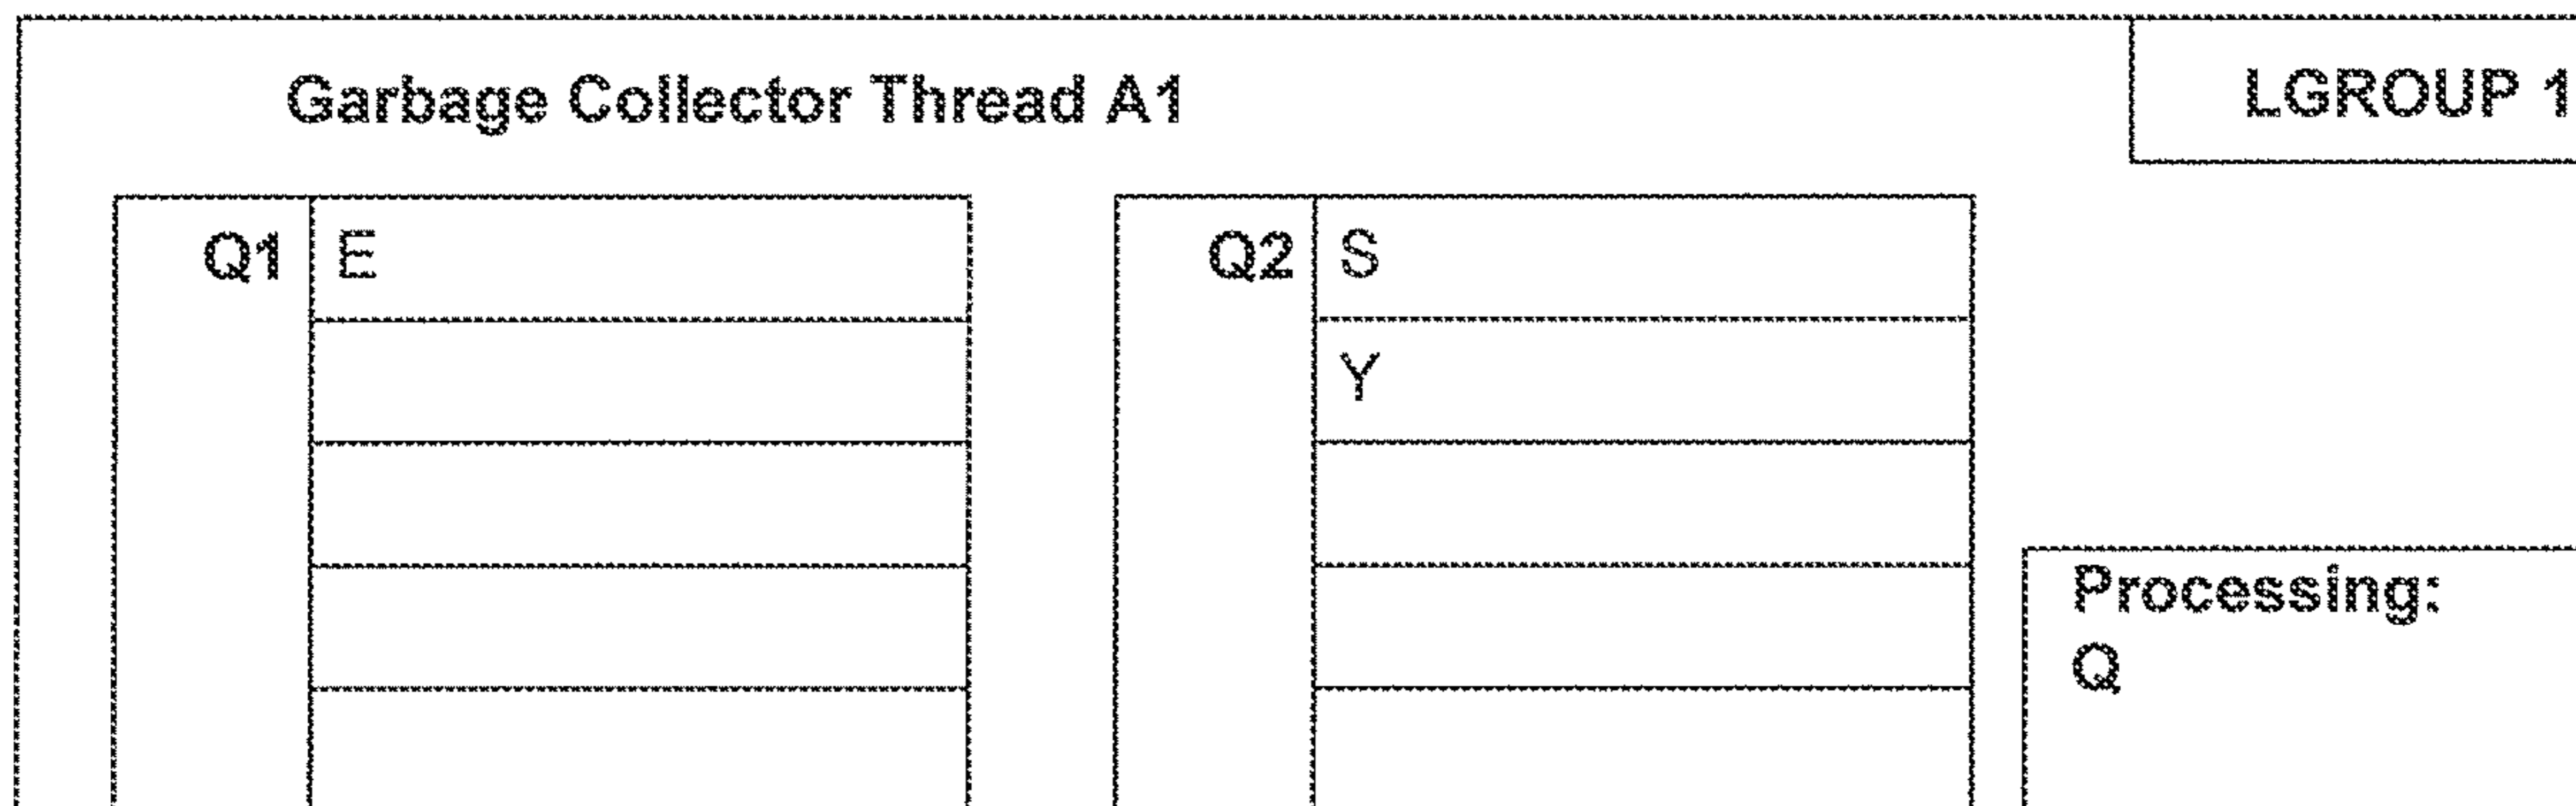 Garbage Collector Thread A1
LGROUP 1
Q1
E
Q2
S
Y
Processing:
Q